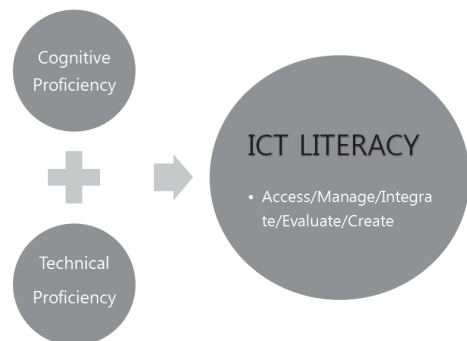 Cognitive
Proficiency
Technical
Proficiency
ICT LITERACY
• Access/Manage/Integra
te/Evaluate/Create